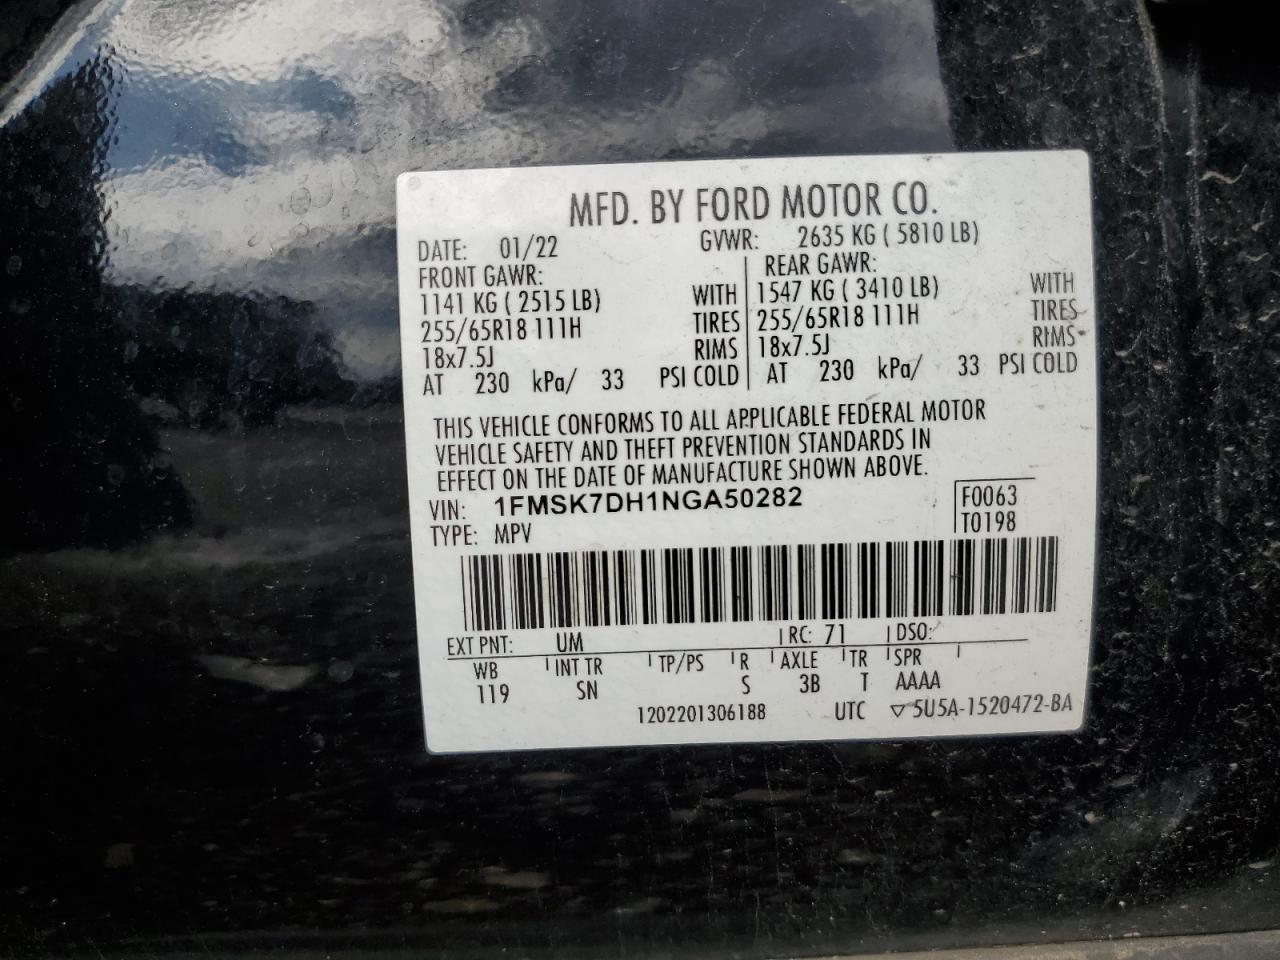 MFD. BY FORD MOTOR CO.
DATE: 01/22 GVWR: 2635 KG ( 5810 LB)
FRONT GAWR: REAR GAWR:
1141 KG ( 2515 LB) WITH 1547 KG ( 3410 LB) WITH
255/65R18 111H TIRES 255/65R18 111H TIRES
18x7.5J RIMS 18x7.5J RIMS
AT 230 kPa/ 33 PSI COLD AT 230 kPa/ 33 PSI COLD
THIS VEHICLE CONFORMS TO ALL APPLICABLE FEDERAL MOTOR
VEHICLE SAFETY AND THEFT PREVENTION STANDARDS IN
EFFECT ON THE DATE OF MANUFACTURE SHOWN ABOVE.
VIN: 1FMSK7DH1NGA50282 F0063
TYPE: MPV T0198
EXT PNT: UM RC: 71 DSO:
WB INT TR TP/PS R AXLE TR SPR
119 SN S 3B T AAAA
1202201306188 UTC ▽5U5A-1520472-BA